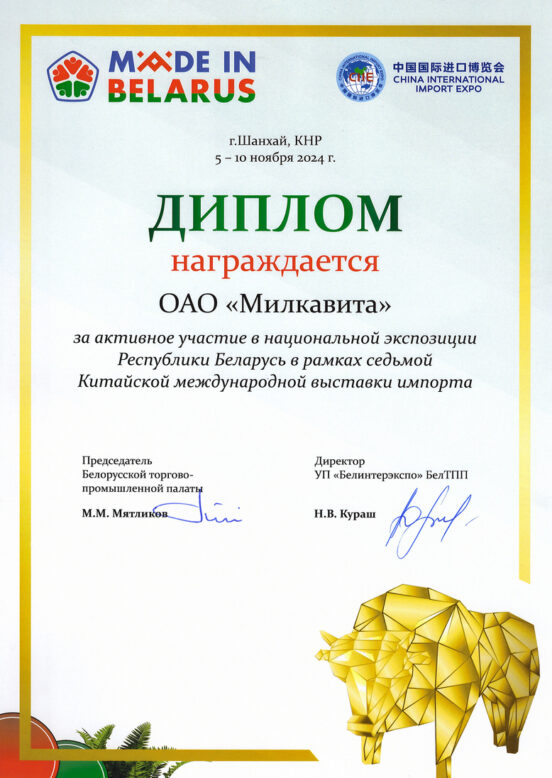 MADE IN
BELARUS
CIIE
中国国际进口博览会
CHINA INTERNATIONAL
IMPORT EXPO
г.Шанхай, КНР
5 – 10 ноября 2024 г.
ДИПЛОМ
награждается
ОАО «Милкавита»
за активное участие в национальной экспозиции
Республики Беларусь в рамках седьмой
Китайской международной выставки импорта
Председатель
Белорусской торгово-
промышленной палаты
М.М. Мятликов
Директор
УП «Белинтерэкспо» БелТПП
Н.В. Кураш